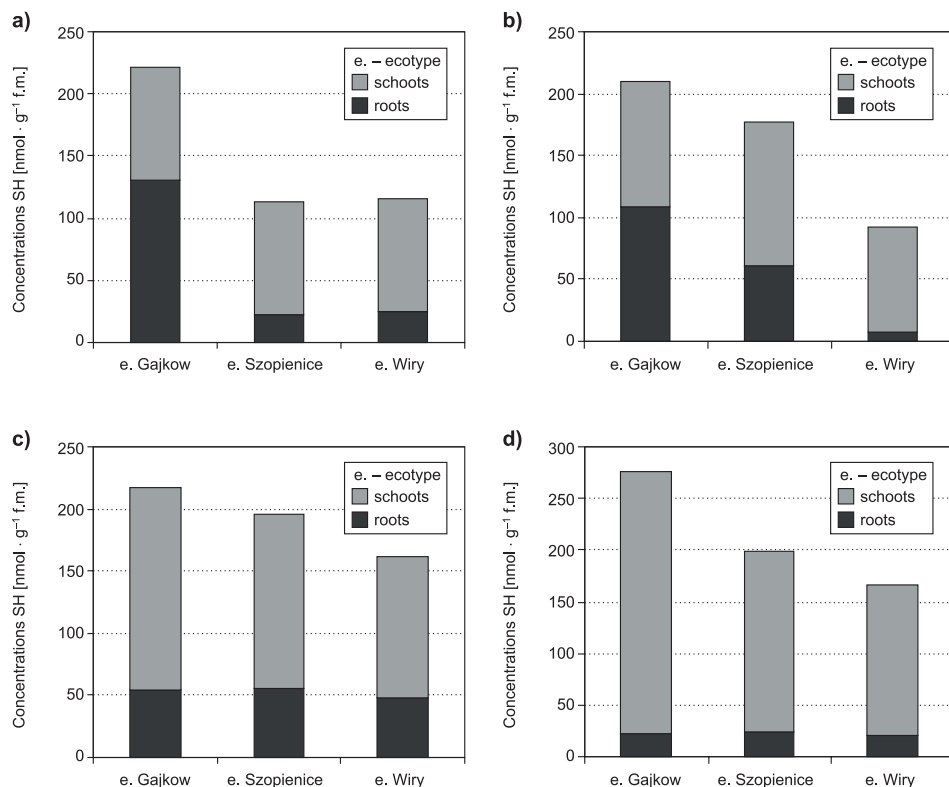 a)
Concentrations SH [nmol · g⁻¹ f.m.]
250
200
150
100
50
0
e. – ecotype
schoots
roots
e. Gajkow
e. Szopienice
e. Wiry
b)
Concentrations SH [nmol · g⁻¹ f.m.]
250
200
150
100
50
0
e. – ecotype
schoots
roots
e. Gajkow
e. Szopienice
e. Wiry
c)
Concentrations SH [nmol · g⁻¹ f.m.]
250
200
150
100
50
0
e. – ecotype
schoots
roots
e. Gajkow
e. Szopienice
e. Wiry
d)
Concentrations SH [nmol · g⁻¹ f.m.]
300
250
200
150
100
50
0
e. – ecotype
schoots
roots
e. Gajkow
e. Szopienice
e. Wiry